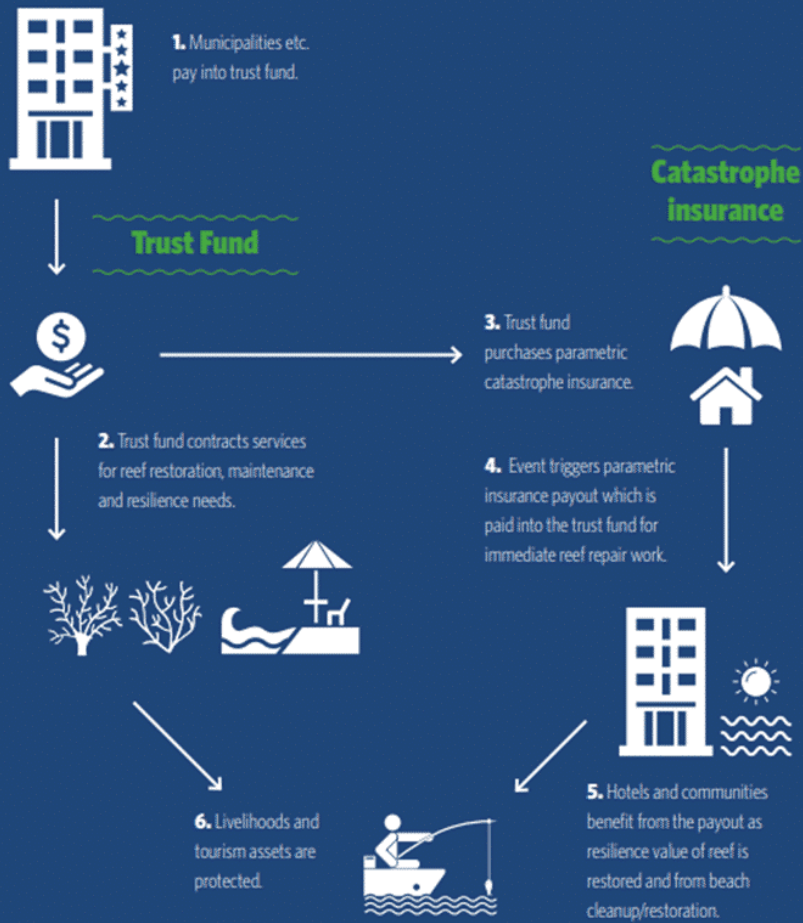 1. Municipalities etc.
pay into trust fund.
Catastrophe
insurance
Trust Fund
$
3. Trust fund
purchases parametric
catastrophe insurance.
2. Trust fund contracts services
for reef restoration, maintenance
and resilience needs.
4. Event triggers parametric
insurance payout which is
paid into the trust fund for
immediate reef repair work.
5. Hotels and communities
benefit from the payout as
resilience value of reef is
restored and from beach
cleanup/restoration.
6. Livelihoods and
tourism assets are
protected.